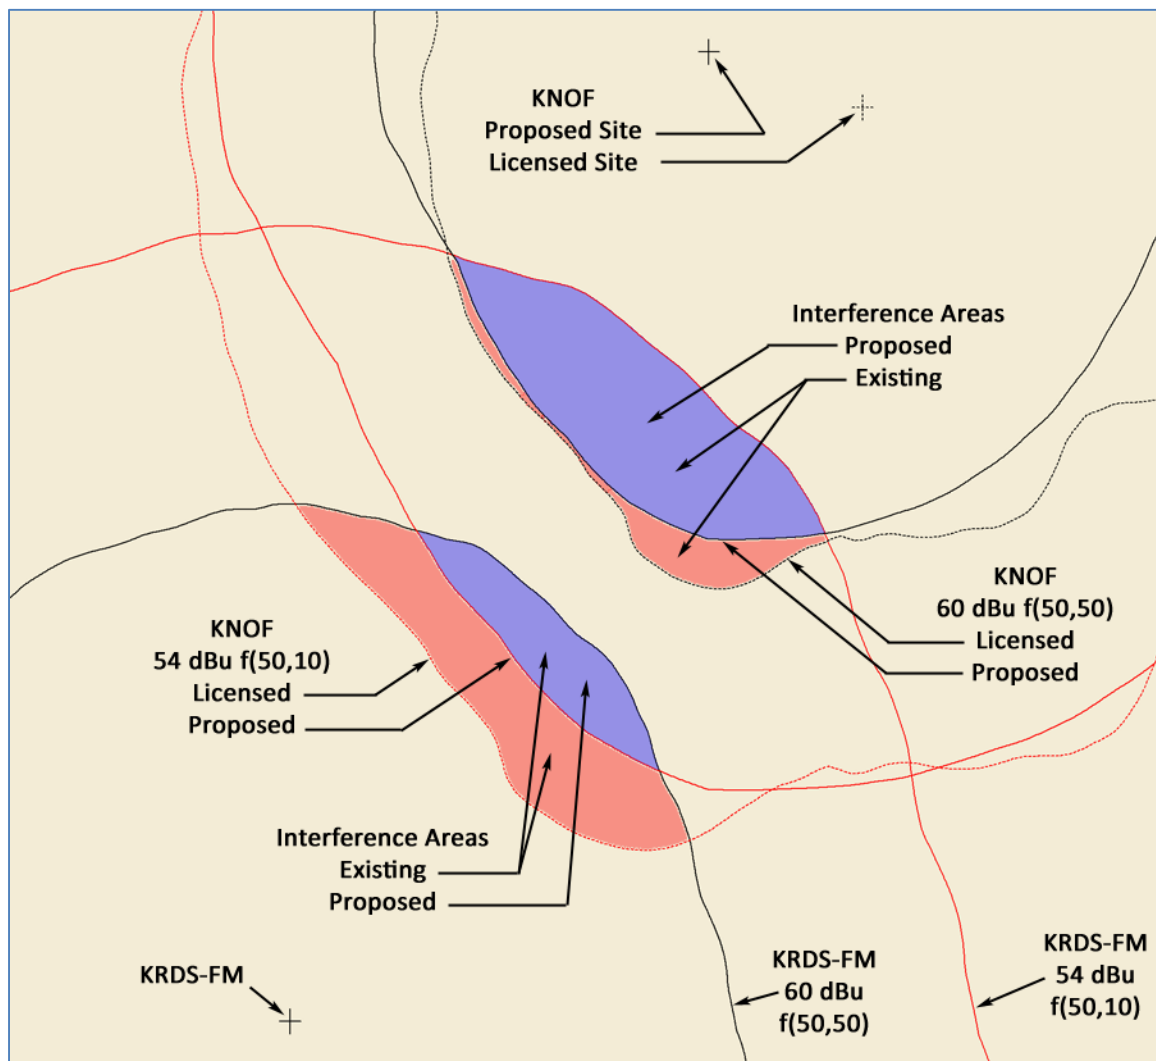 KNOF
Proposed Site
Licensed Site
Interference Areas
Proposed
Existing
KNOF
60 dBu f(50,50)
Licensed
Proposed
KNOF
54 dBu f(50,10)
Licensed
Proposed
Interference Areas
Existing
Proposed
KRDS-FM
KRDS-FM
60 dBu
f(50,50)
KRDS-FM
54 dBu
f(50,10)